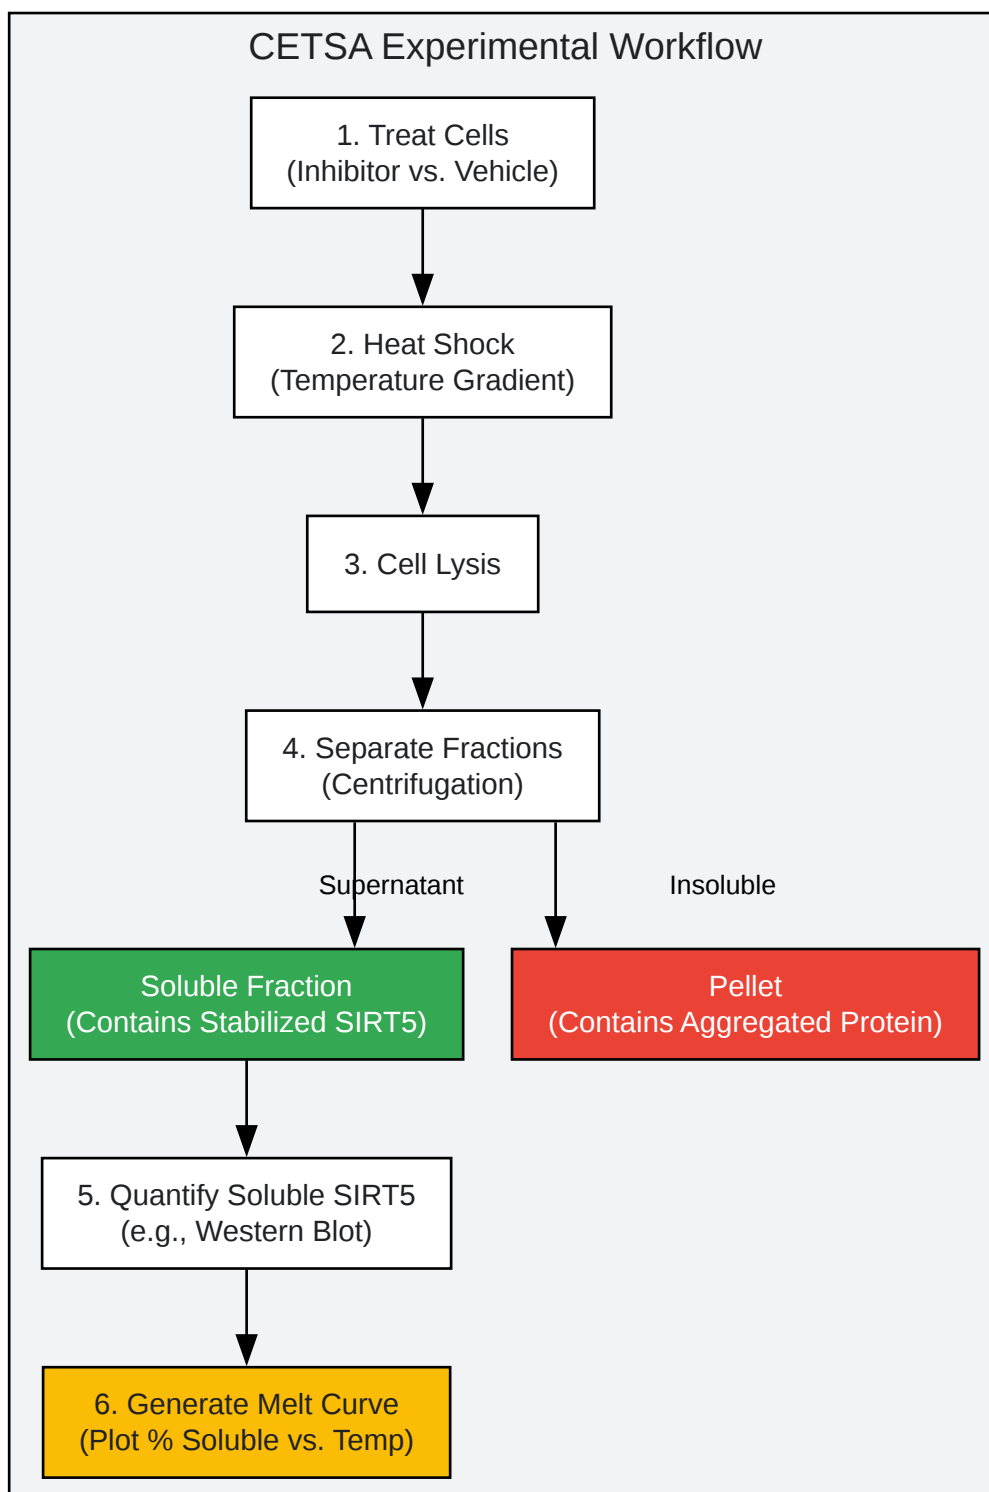 CETSA Experimental Workflow
1. Treat Cells
(Inhibitor vs. Vehicle)
2. Heat Shock
(Temperature Gradient)
3. Cell Lysis
4. Separate Fractions
(Centrifugation)
Supernatant
Insoluble
Soluble Fraction
(Contains Stabilized SIRT5)
Pellet
(Contains Aggregated Protein)
5. Quantify Soluble SIRT5
(e.g., Western Blot)
6. Generate Melt Curve
(Plot % Soluble vs. Temp)